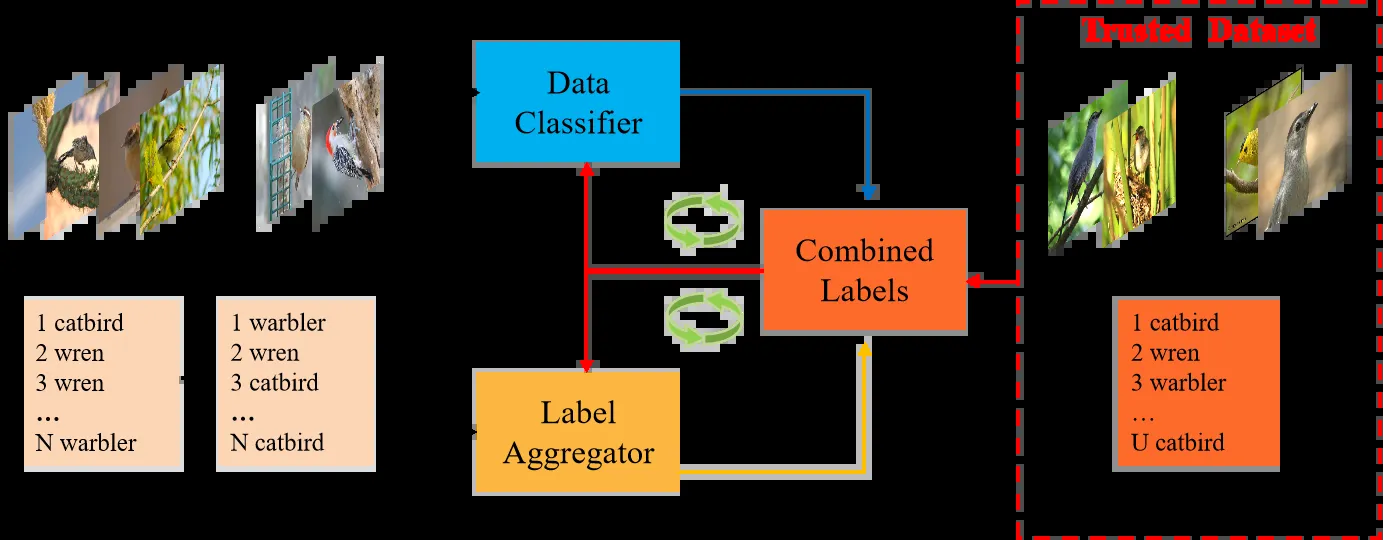 Trusted Dataset
Data
Classifier
Combined
Labels
1 catbird
2 wren
3 wren
...
N warbler
1 warbler
2 wren
3 catbird
...
N catbird
Label
Aggregator
1 catbird
2 wren
3 warbler
...
U catbird